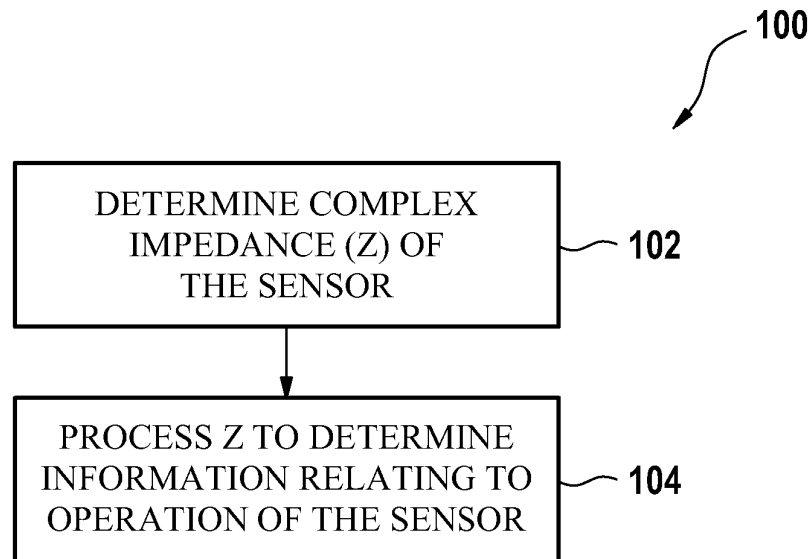 100
DETERMINE COMPLEX
IMPEDANCE (Z) OF
THE SENSOR
102
PROCESS Z TO DETERMINE
INFORMATION RELATING TO
OPERATION OF THE SENSOR
104